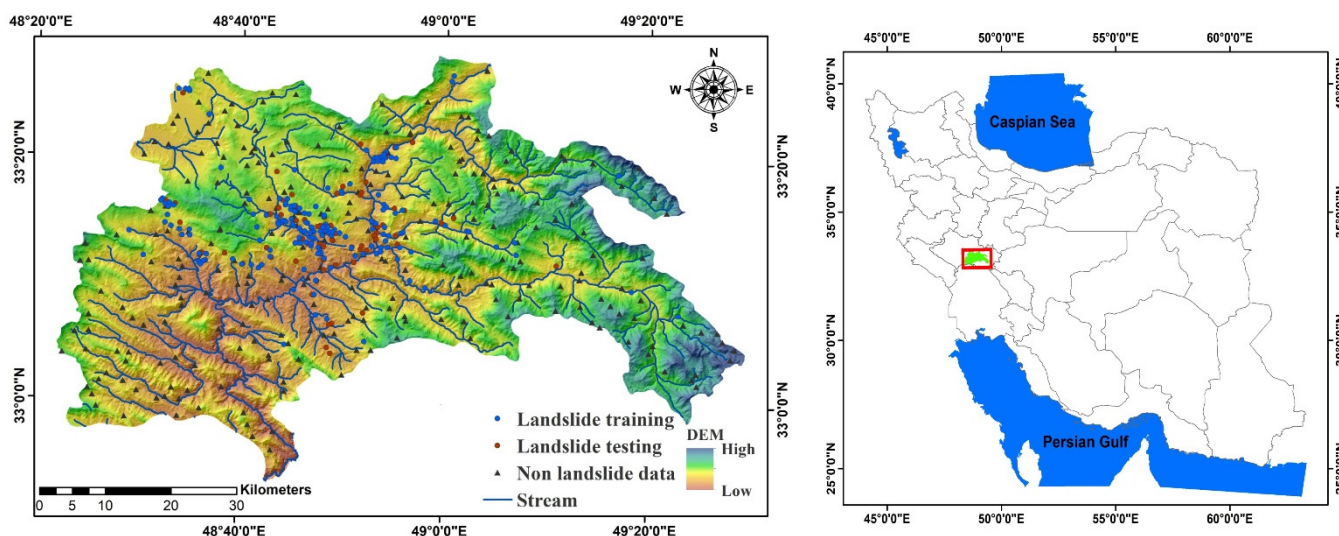 48°20'0"E 48°40'0"E 49°0'0"E 49°20'0"E
N
W E
S
33°20'0"N 33°20'0"N
33°0'0"N 33°0'0"N
Landslide training
Landslide testing
Non landslide data
Stream
DEM
High
Low
Kilometers
0 5 10 20 30
48°40'0"E 49°0'0"E 49°20'0"E
45°0'0"E 50°0'0"E 55°0'0"E 60°0'0"E
40°0'0"N
35°0'0"N
30°0'0"N
25°0'0"N
Caspian Sea
Persian Gulf
45°0'0"E 50°0'0"E 55°0'0"E 60°0'0"E